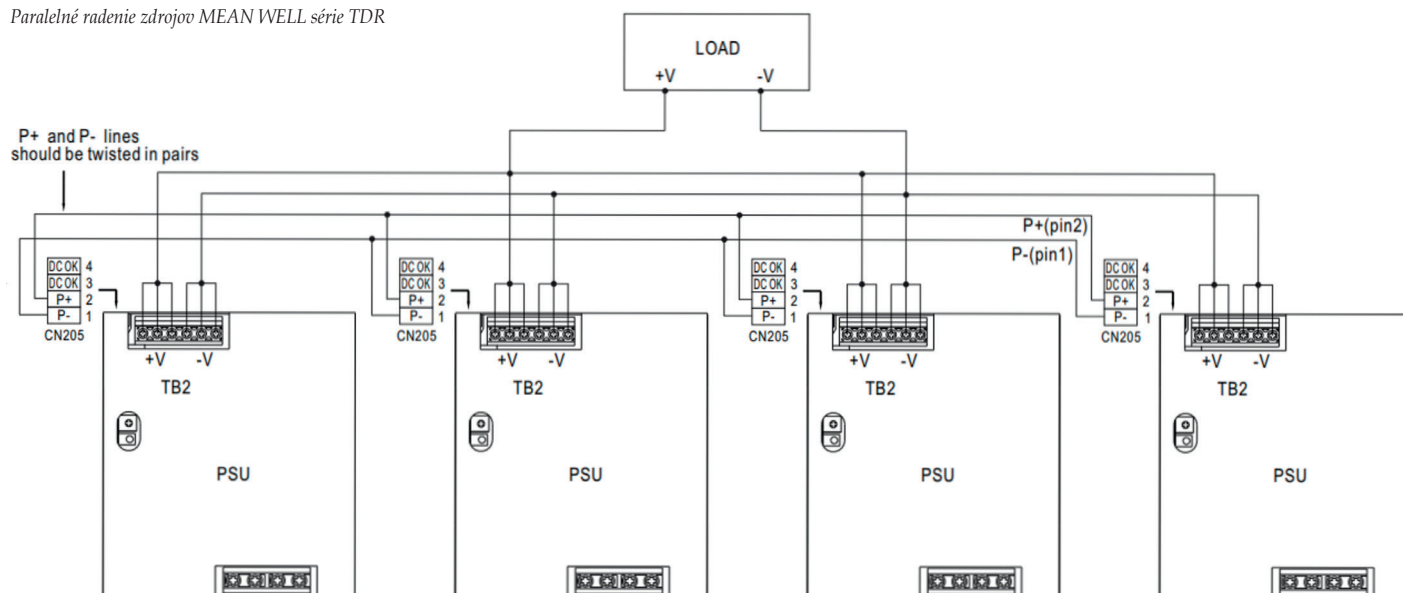 Paralelné radenie zdrojov MEAN WELL série TDR
LOAD
+V -V
P+ and P- lines
should be twisted in pairs
P+(pin2)
P-(pin1)
DC OK 4
DC OK 3
P+ 2
P- 1
CN205
DC OK 4
DC OK 3
P+ 2
P- 1
CN205
DC OK 4
DC OK 3
P+ 2
P- 1
CN205
DC OK 4
DC OK 3
P+ 2
P- 1
CN205
+V -V
+V -V
+V -V
+V -V
TB2
TB2
TB2
TB2
PSU
PSU
PSU
PSU